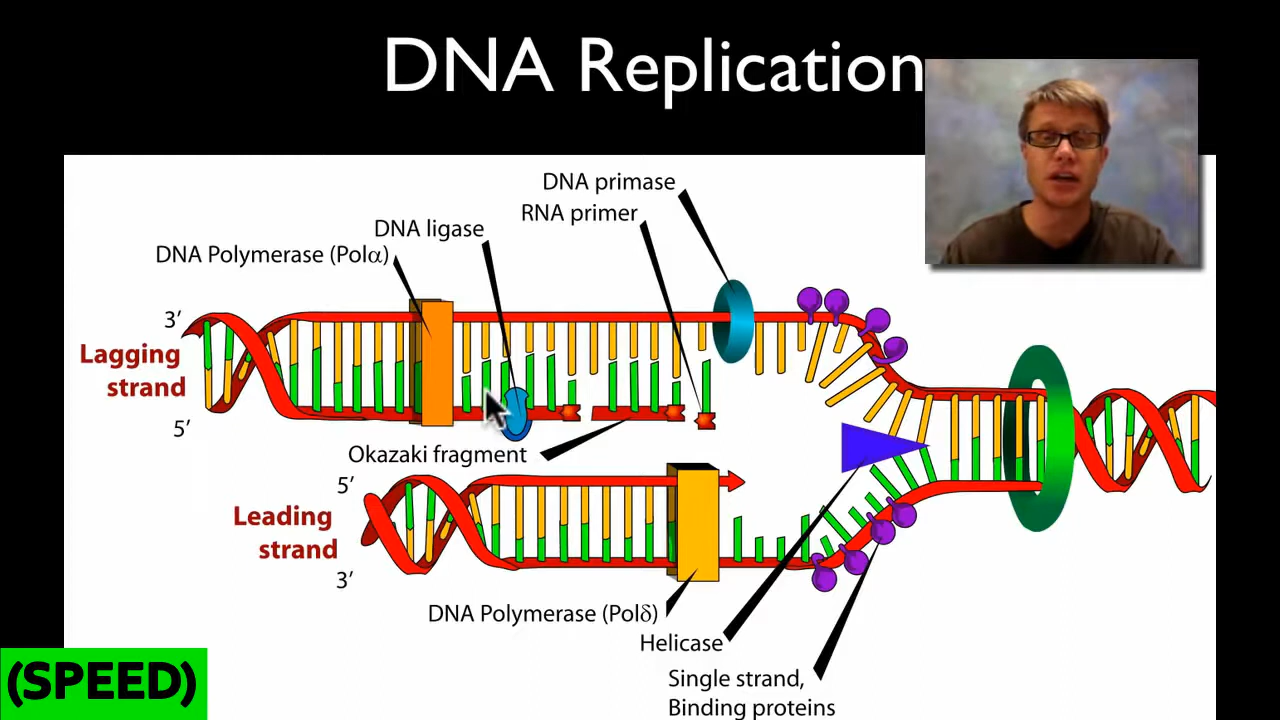 DNA Replication
DNA primase
RNA primer
DNA ligase
DNA Polymerase (Polα)
3'
Lagging
strand
5'
Okazaki fragment
5'
Leading
strand
3'
DNA Polymerase (Polδ)
Helicase
Single strand,
Binding proteins
(SPEED)